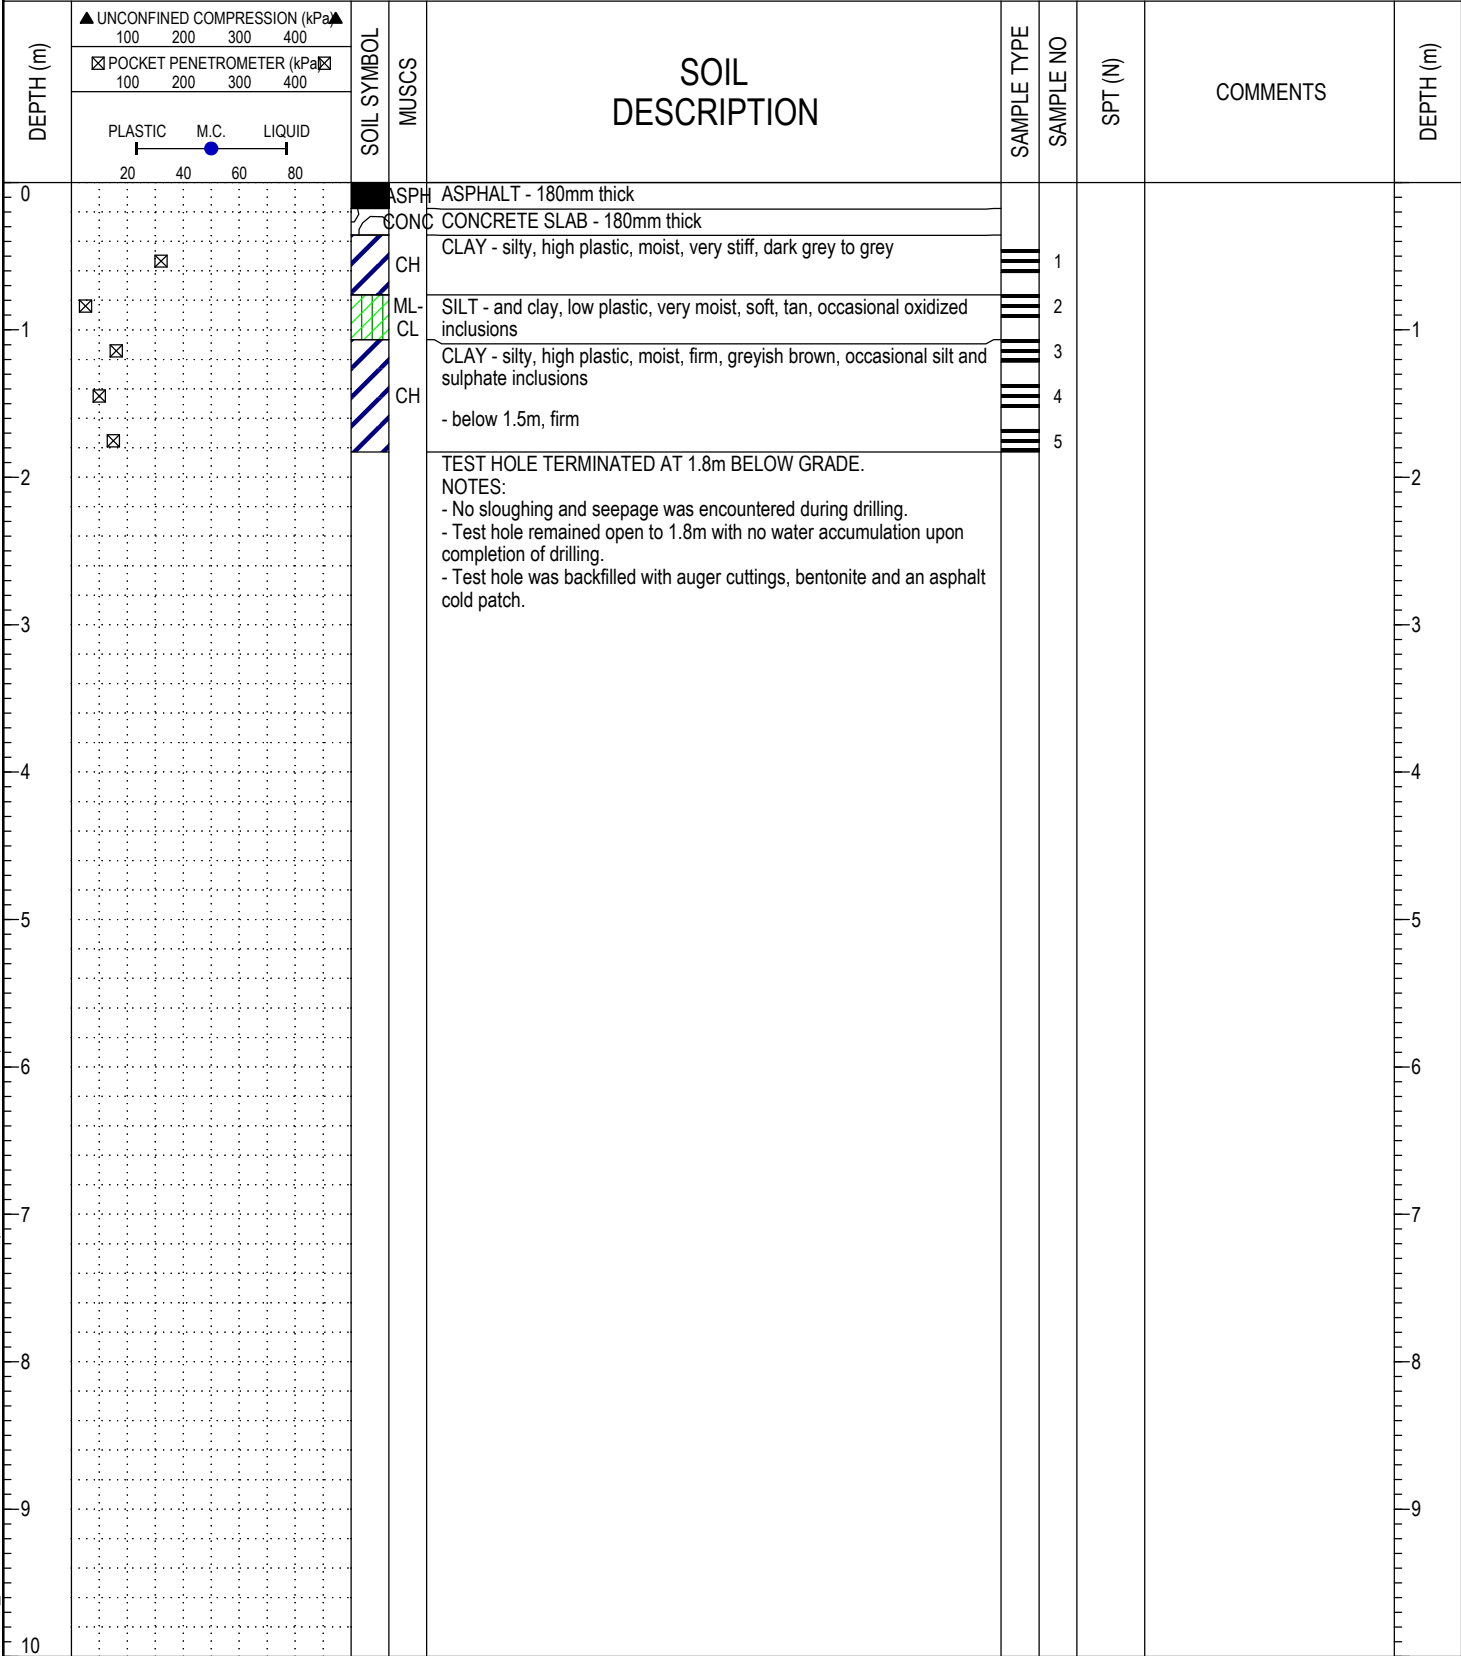 DEPTH (m)
▲ UNCONFINED COMPRESSION (kPa) ▲
100 200 300 400
☒ POCKET PENETROMETER (kPa) ☒
100 200 300 400
PLASTIC M.C. LIQUID
20 40 60 80
SOIL SYMBOL
MUSCS
SOIL
DESCRIPTION
SAMPLE TYPE
SAMPLE NO
SPT (N)
COMMENTS
DEPTH (m)
0
ASPH ASPHALT - 180mm thick
CONC CONCRETE SLAB - 180mm thick
CLAY - silty, high plastic, moist, very stiff, dark grey to grey
CH
1
ML-
CL
SILT - and clay, low plastic, very moist, soft, tan, occasional oxidized
inclusions
2
1
1
CLAY - silty, high plastic, moist, firm, greyish brown, occasional silt and
sulphate inclusions
3
CH
4
- below 1.5m, firm
5
TEST HOLE TERMINATED AT 1.8m BELOW GRADE.
2
2
NOTES:
- No sloughing and seepage was encountered during drilling.
- Test hole remained open to 1.8m with no water accumulation upon
completion of drilling.
- Test hole was backfilled with auger cuttings, bentonite and an asphalt
cold patch.
3
3
4
4
5
5
6
6
7
7
8
8
9
9
10